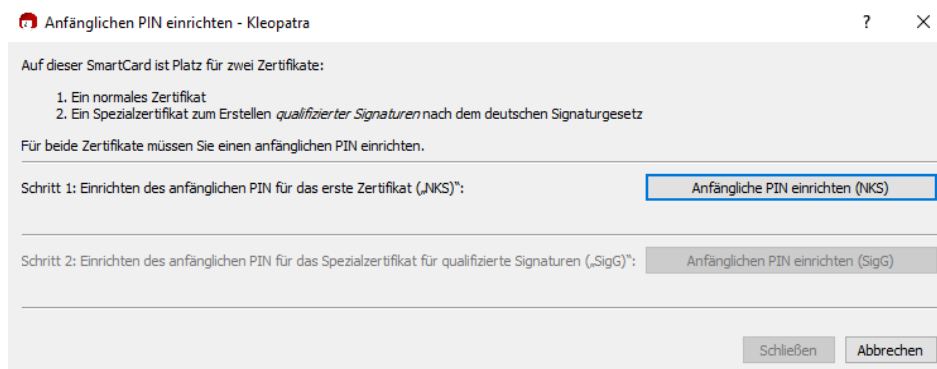 Anfänglichen PIN einrichten - Kleopatra
Auf dieser SmartCard ist Platz für zwei Zertifikate:
1. Ein normales Zertifikat
2. Ein Spezialzertifikat zum Erstellen qualifizierter Signaturen nach dem deutschen Signaturgesetz
Für beide Zertifikate müssen Sie einen anfänglichen PIN einrichten.
Schritt 1: Einrichten des anfänglichen PIN für das erste Zertifikat („NKS)“:
Anfängliche PIN einrichten (NKS)
Schritt 2: Einrichten des anfänglichen PIN für das Spezialzertifikat für qualifizierte Signaturen („SigG)“:
Anfänglichen PIN einrichten (SigG)
Schließen
Abbrechen